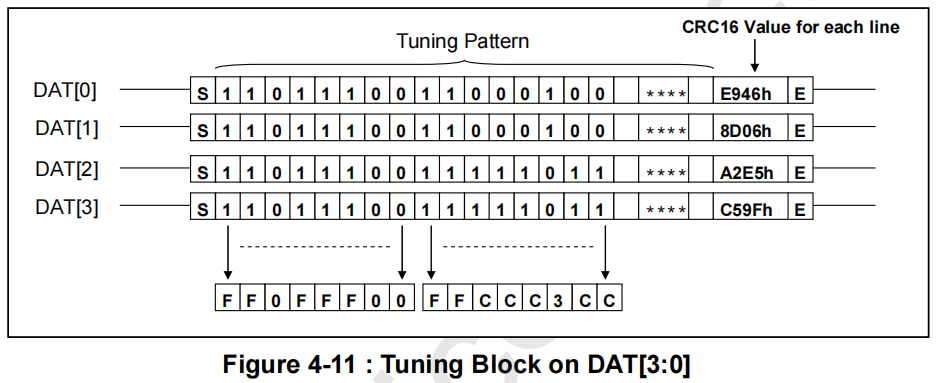 CRC16 Value for each line
Tuning Pattern
DAT[0] S 1 1 0 1 1 1 0 0 1 1 0 0 0 1 0 0 **** E946h E
DAT[1] S 1 1 0 1 1 1 0 0 1 1 0 0 0 1 0 0 **** 8D06h E
DAT[2] S 1 1 0 1 1 1 0 0 1 1 1 1 1 0 1 1 **** A2E5h E
DAT[3] S 1 1 0 1 1 1 0 0 1 1 1 1 1 0 1 1 **** C59Fh E
F F 0 F F F 0 0 F F C C C 3 C C
Figure 4-11 : Tuning Block on DAT[3:0]